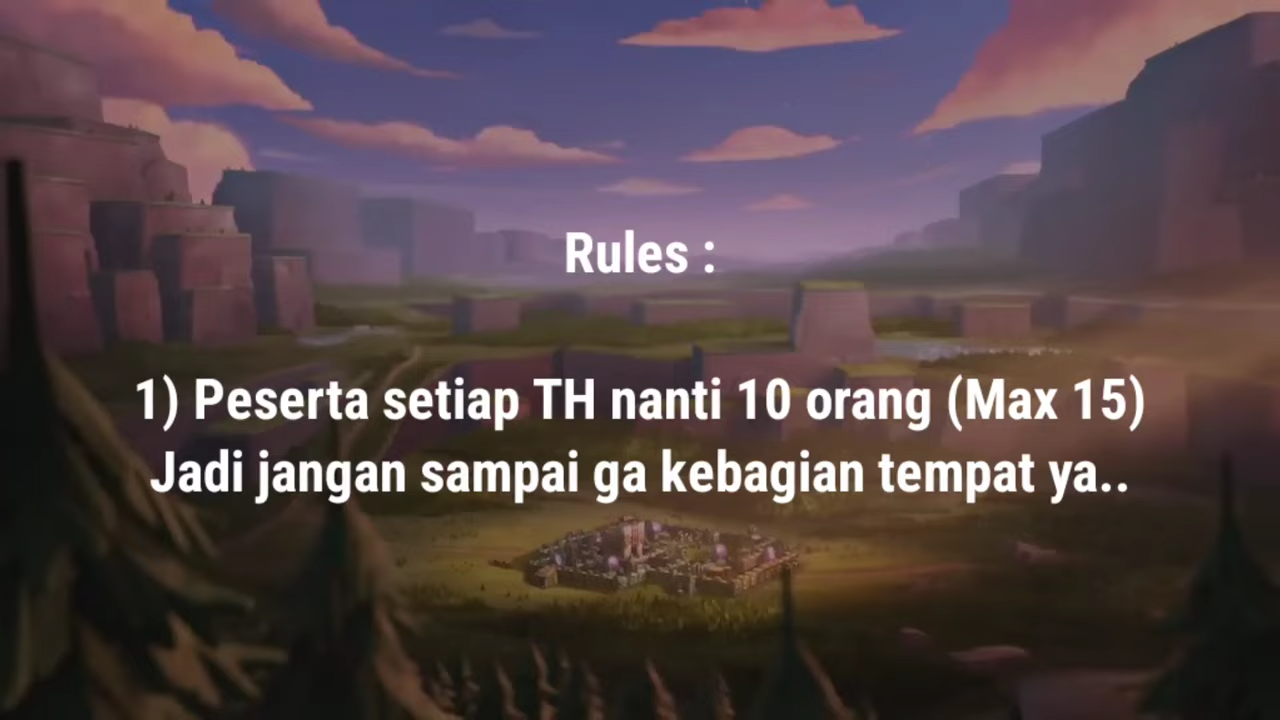 Rules :
1) Peserta setiap TH nanti 10 orang (Max 15)
Jadi jangan sampai ga kebagian tempat ya..